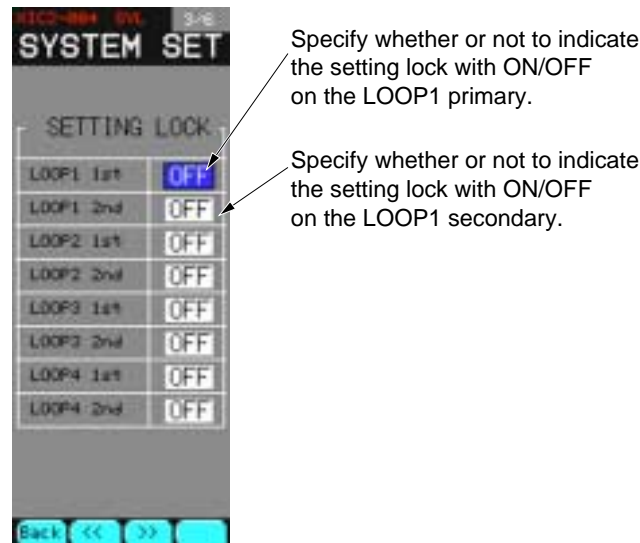 3/6
SYSTEM SET
SETTING LOCK
LOOP1 1st OFF
LOOP1 2nd OFF
LOOP2 1st OFF
LOOP2 2nd OFF
LOOP3 1st OFF
LOOP3 2nd OFF
LOOP4 1st OFF
LOOP4 2nd OFF
Back << >>
Specify whether or not to indicate
the setting lock with ON/OFF
on the LOOP1 primary.
Specify whether or not to indicate
the setting lock with ON/OFF
on the LOOP1 secondary.